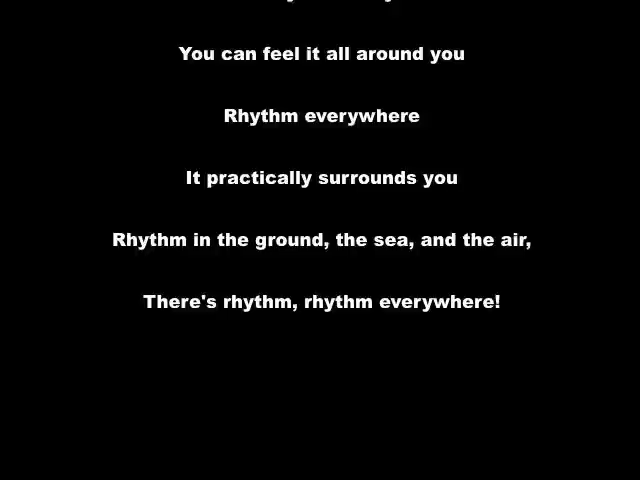 You can feel it all around you
Rhythm everywhere
It practically surrounds you
Rhythm in the ground, the sea, and the air,
There's rhythm, rhythm everywhere!